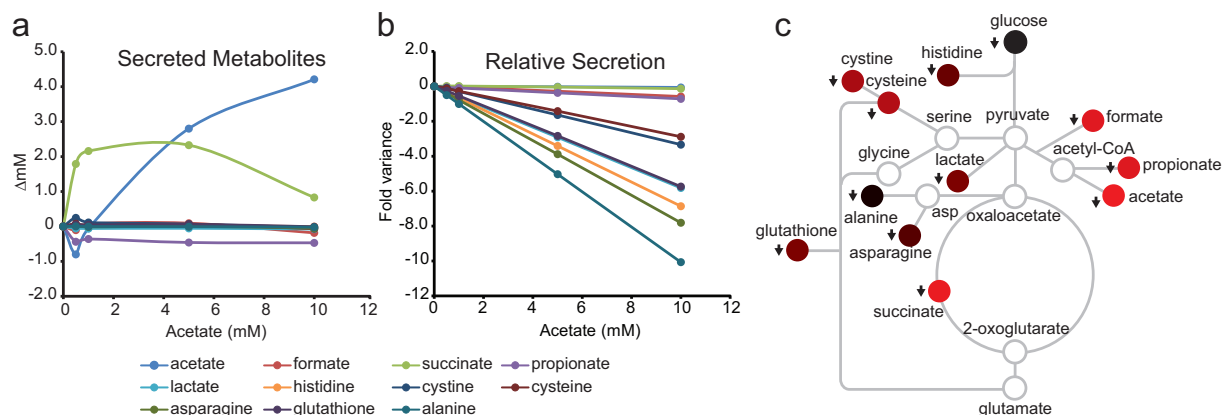 a
Secreted Metabolites
5.0
4.0
3.0
2.0
1.0
0
-1.0
-2.0
ΔmM
0 2 4 6 8 10 12
Acetate (mM)
b
Relative Secretion
2.0
0.0
-2.0
-4.0
-6.0
-8.0
-10
-12
Fold variance
0 2 4 6 8 10 12
Acetate (mM)
acetate formate succinate propionate
lactate histidine cystine cysteine
asparagine glutathione alanine
c
glucose
cystine
histidine
cysteine
serine
pyruvate
formate
acetyl-CoA
glycine
lactate
propionate
acetate
alanine
asp
oxaloacetate
glutathione
asparagine
succinate
2-oxoglutarate
glutamate